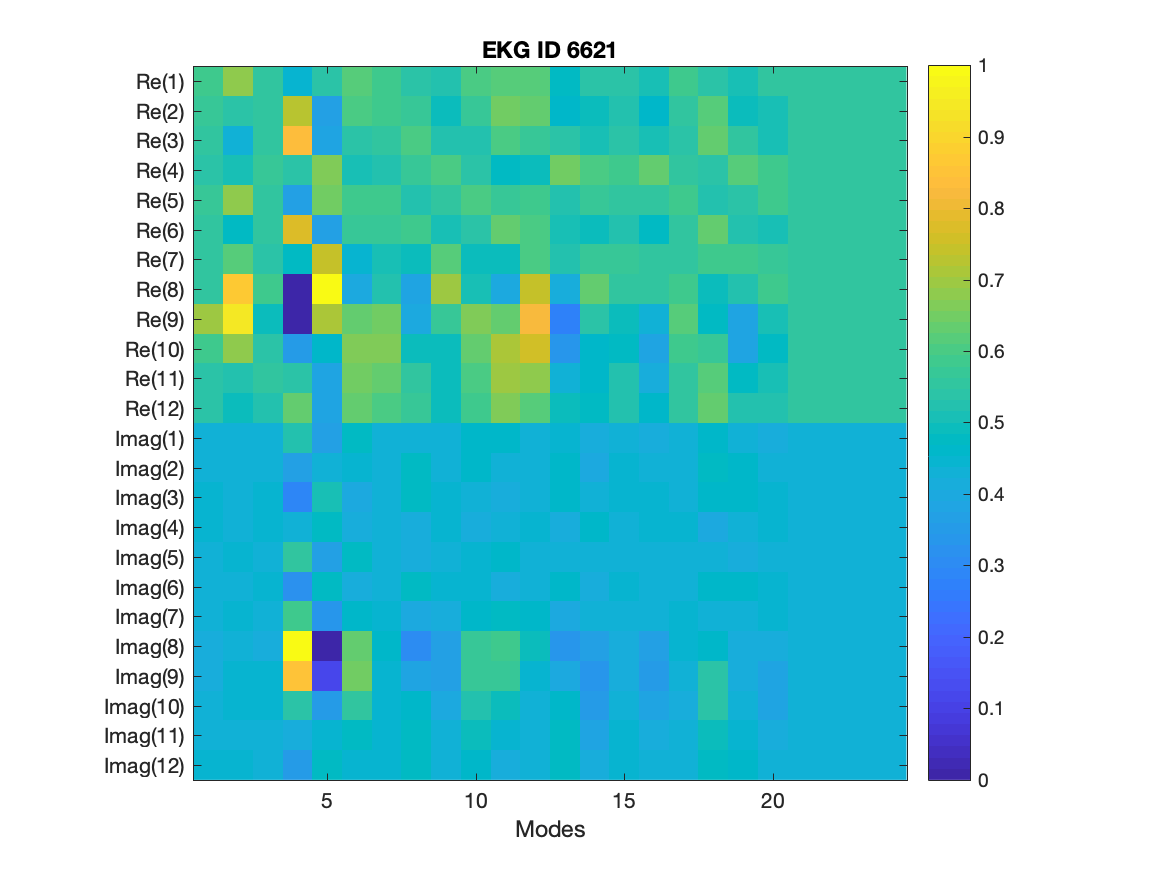 EKG ID 6621
Re(1)
Re(2)
Re(3)
Re(4)
Re(5)
Re(6)
Re(7)
Re(8)
Re(9)
Re(10)
Re(11)
Re(12)
Imag(1)
Imag(2)
Imag(3)
Imag(4)
Imag(5)
Imag(6)
Imag(7)
Imag(8)
Imag(9)
Imag(10)
Imag(11)
Imag(12)
5 10 15 20
Modes
1
0.9
0.8
0.7
0.6
0.5
0.4
0.3
0.2
0.1
0